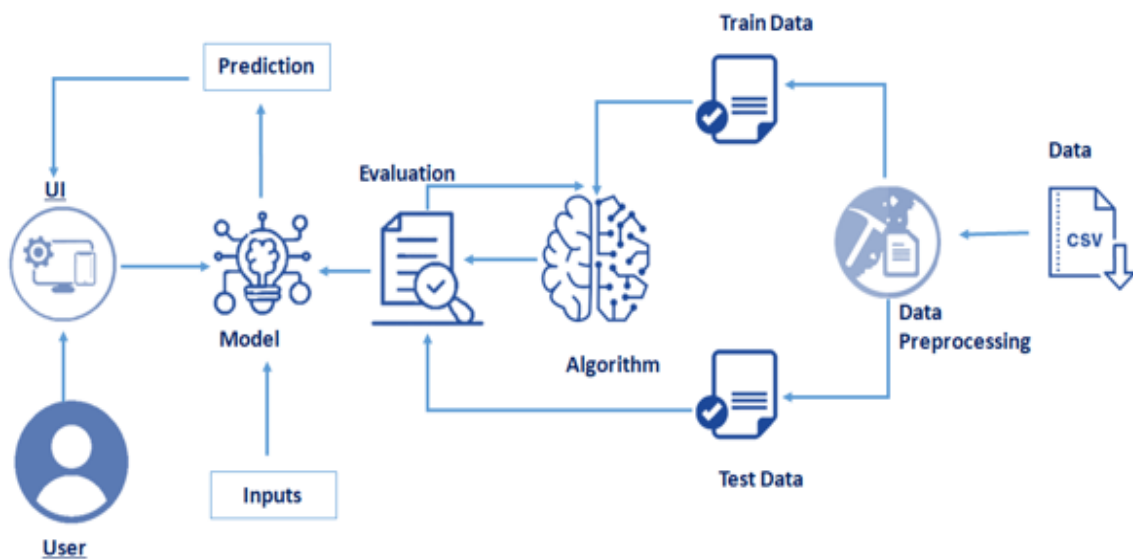 Train Data
Prediction
Data
Evaluation
UI
CSV
Data
Preprocessing
Model
Algorithm
Test Data
Inputs
User